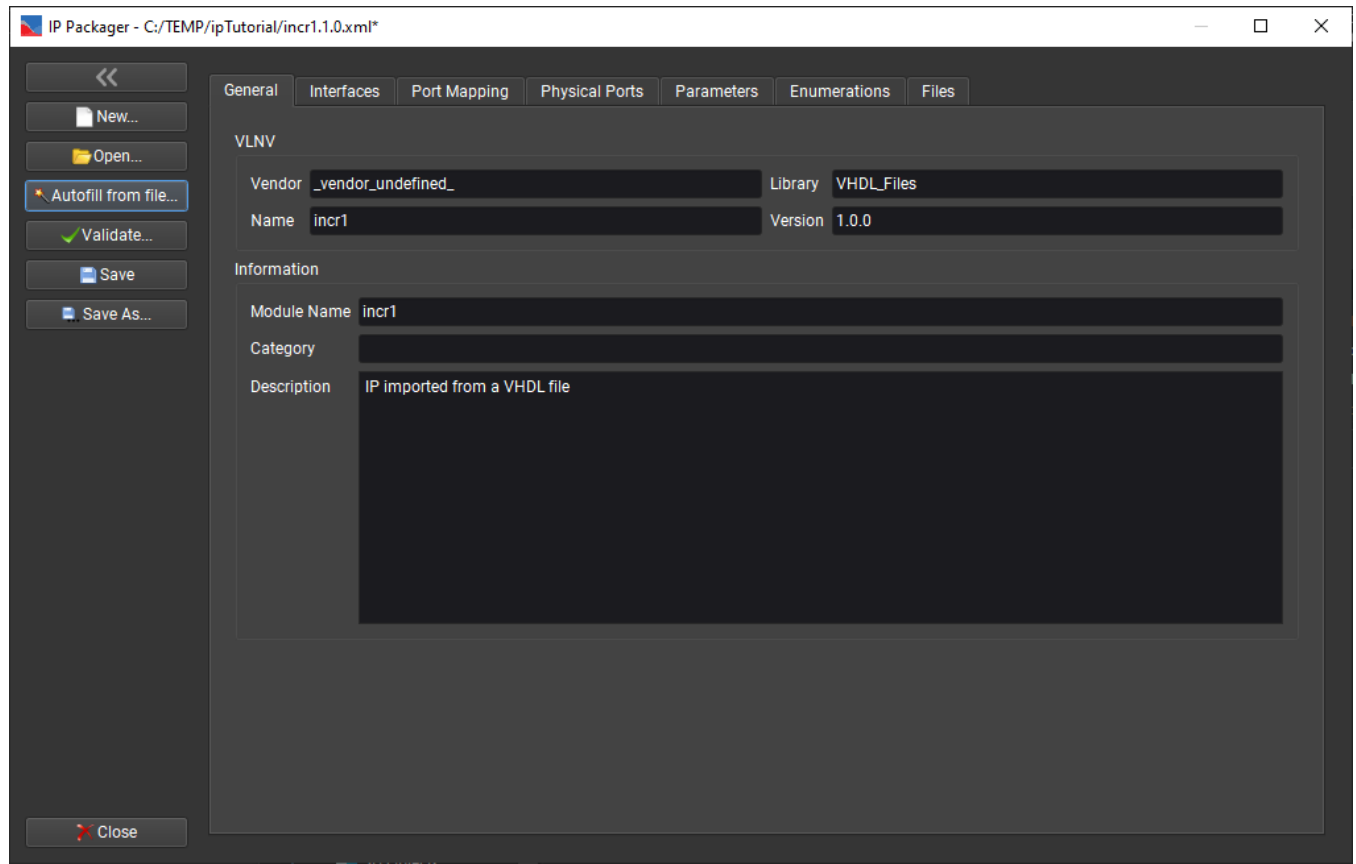 IP Packager - C:/TEMP/ipTutorial/incr1.1.0.xml*
New...
Open...
Autofill from file...
Validate...
Save
Save As...
Close
General Interfaces Port Mapping Physical Ports Parameters Enumerations Files
VLNV
Vendor _vendor_undefined_ Library VHDL_Files
Name incr1 Version 1.0.0
Information
Module Name incr1
Category
Description IP imported from a VHDL file